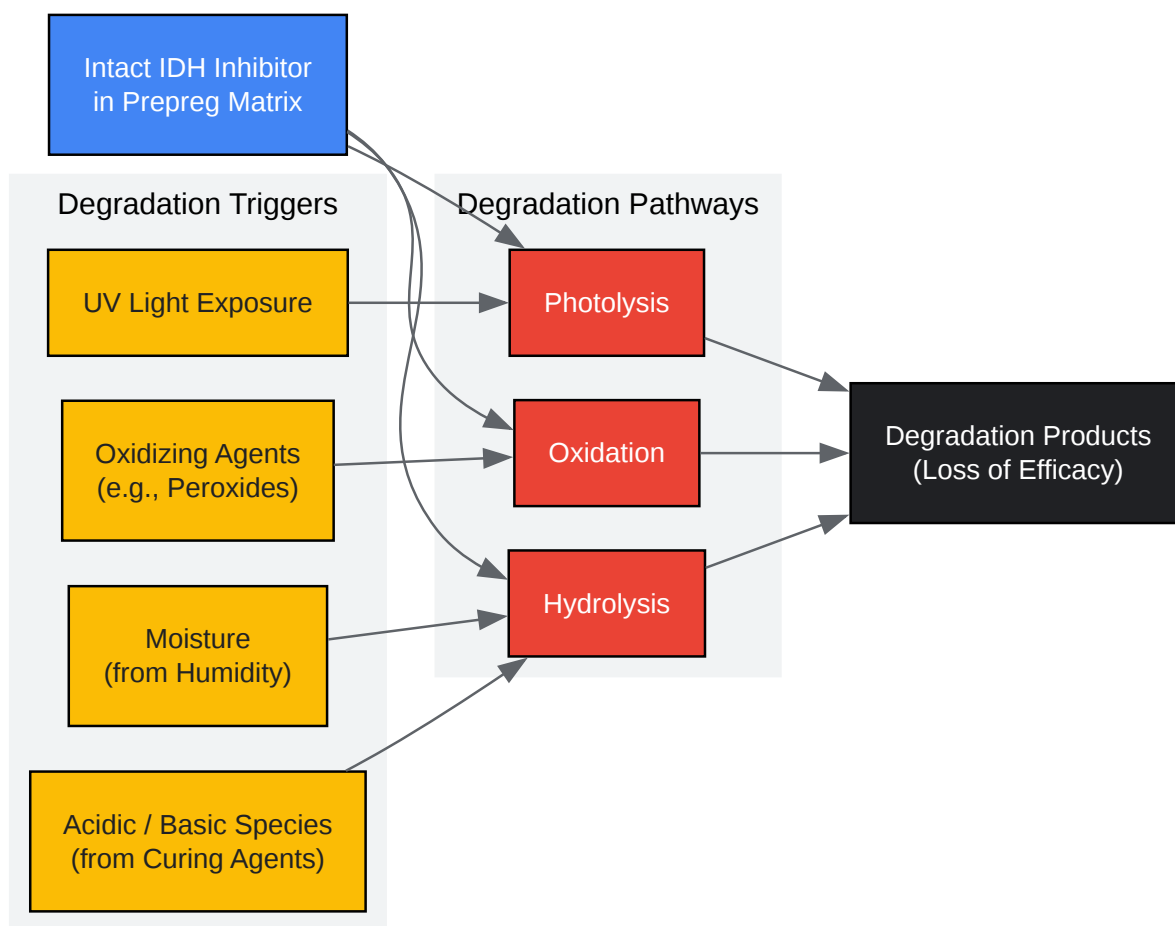 Intact IDH Inhibitor
in Prepreg Matrix
Degradation Triggers
Degradation Pathways
UV Light Exposure
Photolysis
Oxidizing Agents
(e.g., Peroxides)
Oxidation
Degradation Products
(Loss of Efficacy)
Moisture
(from Humidity)
Hydrolysis
Acidic / Basic Species
(from Curing Agents)